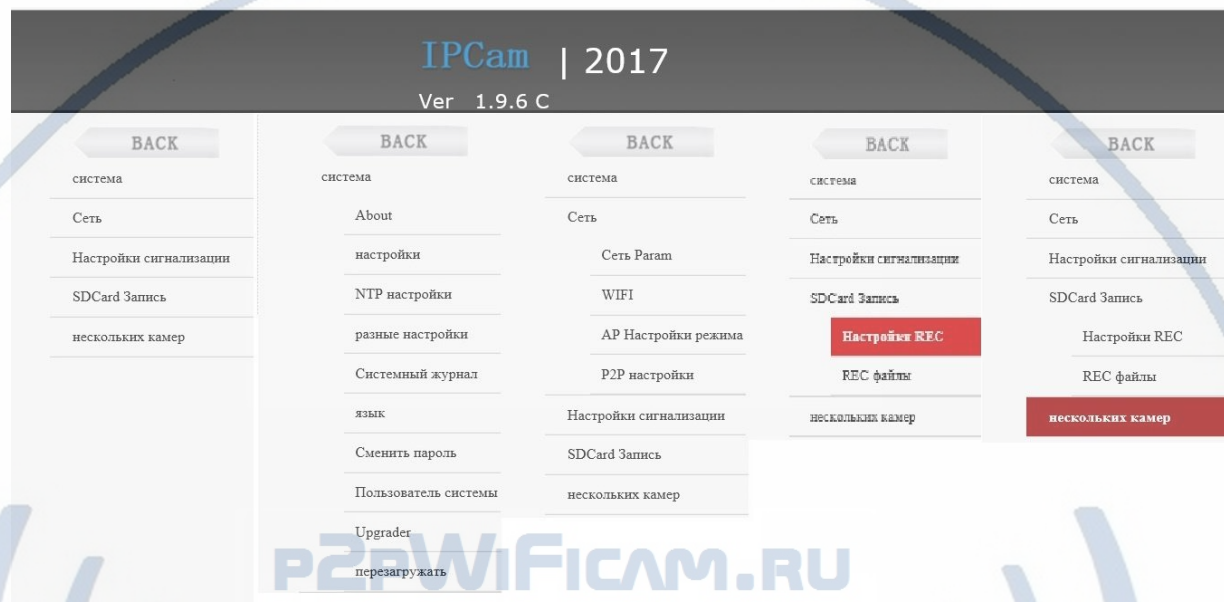 IPCam | 2017
Ver 1.9.6 C
BACK
система
Сеть
Настройки сигнализации
SDCard Запись
нескольких камер
BACK
система
About
настройки
NTP настройки
разные настройки
Системный журнал
язык
Сменить пароль
Пользователь системы
Upgrader
перезагружать
BACK
система
Сеть
Сеть Param
WIFI
AP Настройки режима
P2P настройки
Настройки сигнализации
SDCard Запись
нескольких камер
BACK
система
Сеть
Настройки сигнализации
SDCard Запись
Настройки REC
REC файлы
нескольких камер
BACK
система
Сеть
Настройки сигнализации
SDCard Запись
Настройки REC
REC файлы
нескольких камер
P2PWIFICAM.RU